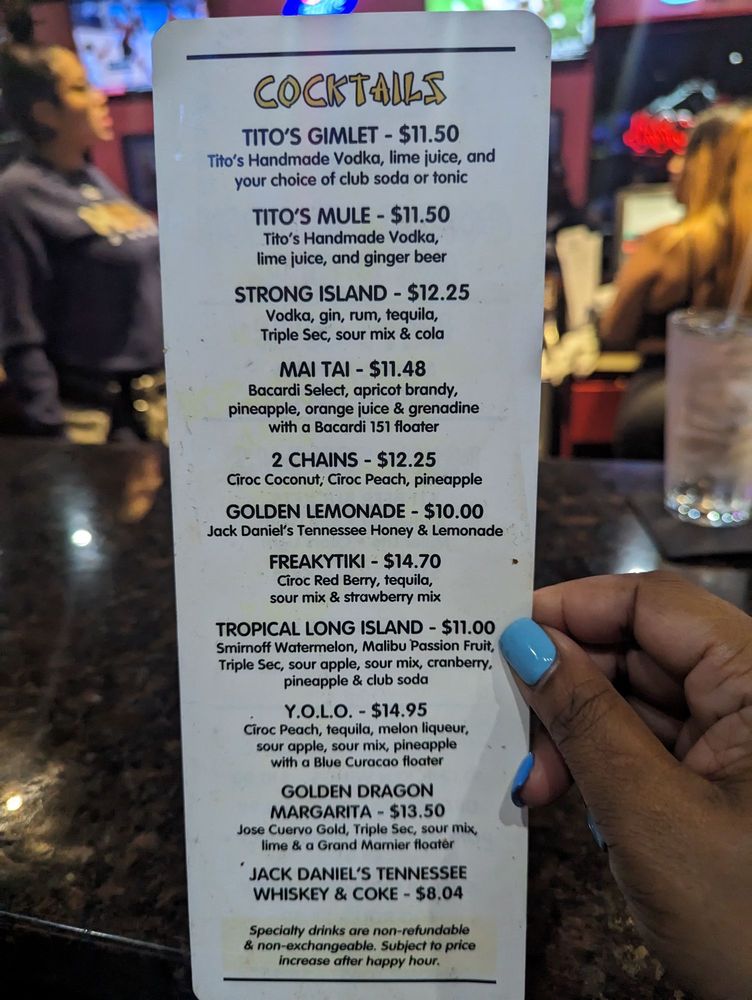 COCKTAILS
TITO'S GIMLET - $11.50
Tito's Handmade Vodka, lime juice, and
your choice of club soda or tonic
TITO'S MULE - $11.50
Tito's Handmade Vodka,
lime juice, and ginger beer
STRONG ISLAND - $12.25
Vodka, gin, rum, tequila,
Triple Sec, sour mix & cola
MAI TAI - $11.48
Bacardi Select, apricot brandy,
pineapple, orange juice & grenadine
with a Bacardi 151 floater
2 CHAINS - $12.25
Cîroc Coconut, Cîroc Peach, pineapple
GOLDEN LEMONADE - $10.00
Jack Daniel's Tennessee Honey & Lemonade
FREAKYTIKI - $14.70
Cîroc Red Berry, tequila,
sour mix & strawberry mix
TROPICAL LONG ISLAND - $11.00
Smirnoff Watermelon, Malibu Passion Fruit,
Triple Sec, sour apple, sour mix, cranberry,
pineapple & club soda
Y.O.L.O. - $14.95
Cîroc Peach, tequila, melon liqueur,
sour apple, sour mix, pineapple
with a Blue Curacao floater
GOLDEN DRAGON
MARGARITA - $13.50
Jose Cuervo Gold, Triple Sec, sour mix,
lime & a Grand Marnier floater
JACK DANIEL'S TENNESSEE
WHISKEY & COKE - $8.04
Specialty drinks are non-refundable
& non-exchangeable. Subject to price
increase after happy hour.